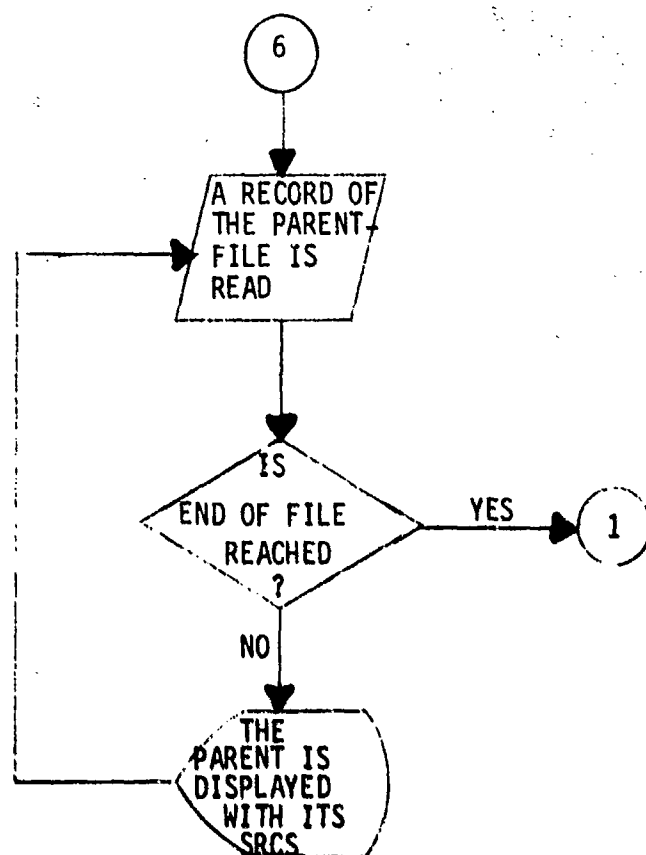 6
A RECORD OF
THE PARENT-
FILE IS
READ
IS
END OF FILE
REACHED
?
YES
1
NO
THE
PARENT IS
DISPLAYED
WITH ITS
SRCS